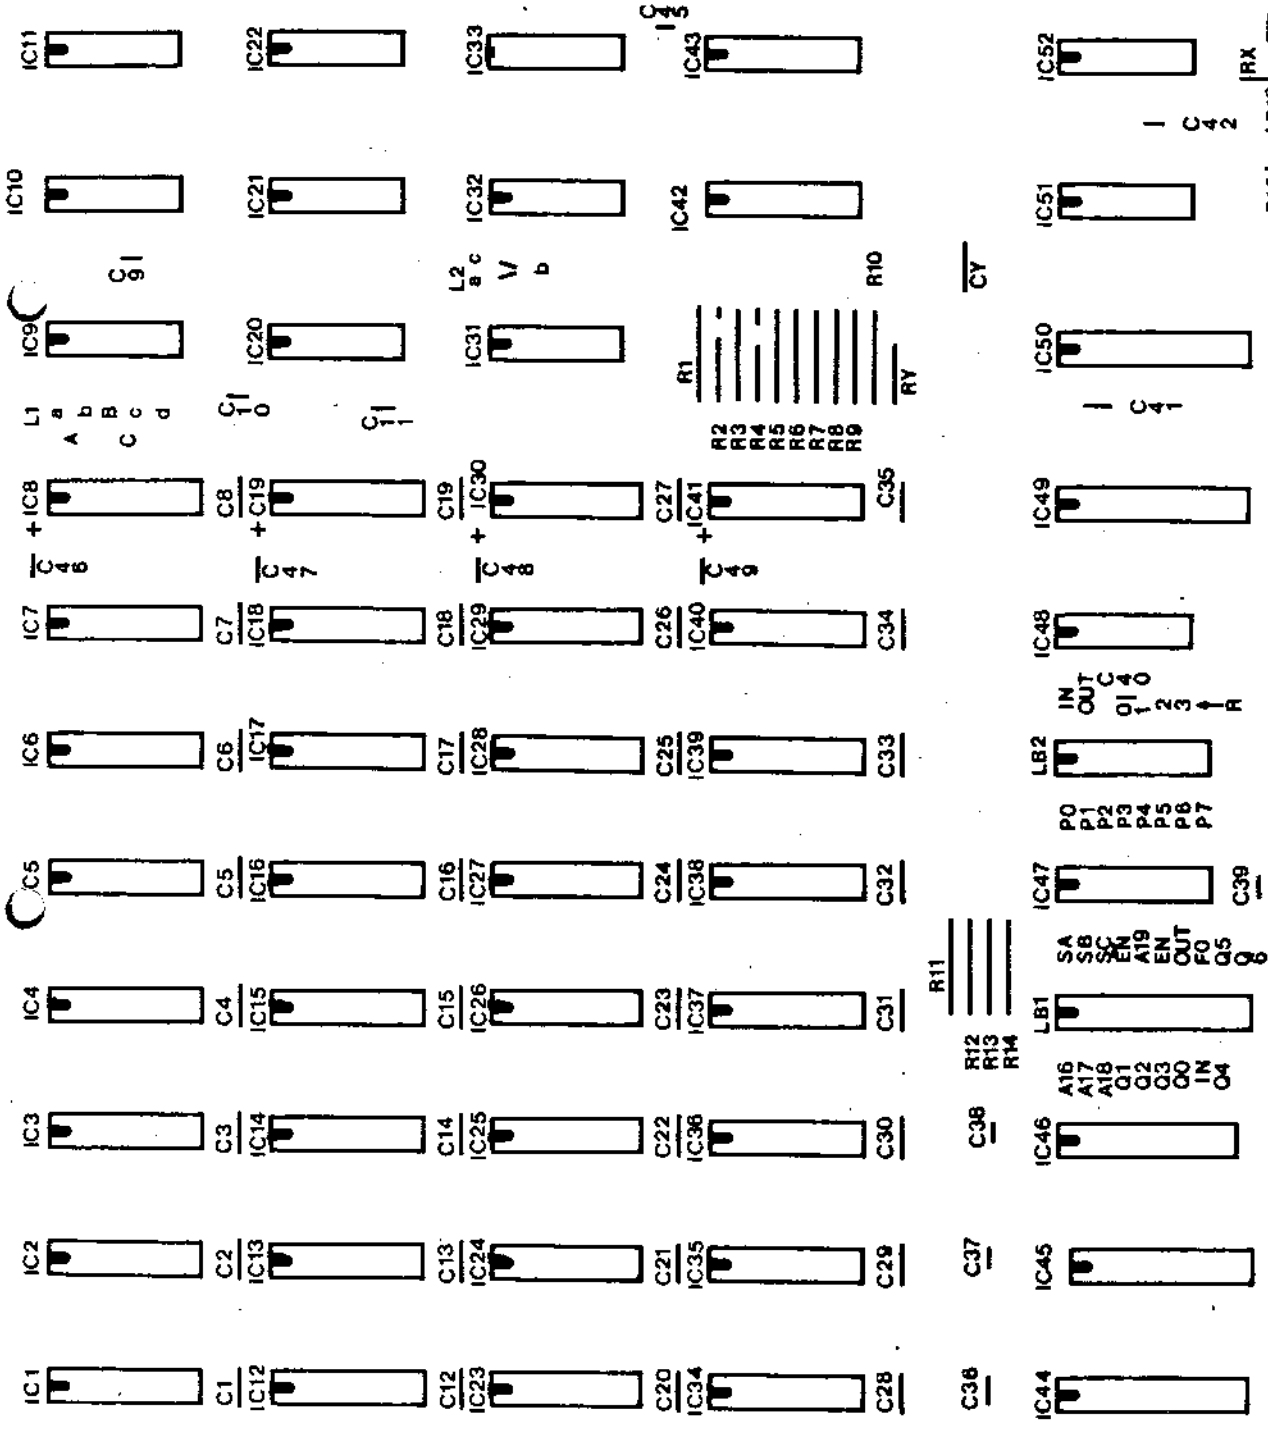 IC1 IC2 IC3 IC4 C5 IC6 IC7 C46 + IC8 L1 IC9 IC10 IC11
a
A
b
B
C c
d
C9
C1 C2 C3 C4 C5 C6 C7 C8 C10
IC12 IC13 IC14 IC15 IC16 IC17 IC18 C47 + C19 IC20 IC21 IC22
C11
C12 C13 C14 C15 C16 C17 C18 C19 L2
IC23 IC24 IC25 IC26 IC27 IC28 IC29 C48 + IC30 IC31 a c IC32 IC33
b
C45
C20 C21 C22 C23 C24 C25 C26 C27 R1 IC42 IC43
IC34 IC35 IC36 IC37 IC38 IC39 IC40 C49 + IC41
R2
R3
R4
R5
R6
R7
R8
R9
R10
RY
C28 C29 C30 C31 C32 C33 C34 C35
R11
C36 C37 C38 R12
R13
R14
CY
IC44 IC45 IC46 LB1 IC47 LB2 IC48 IC49 IC50 IC51 IC52
A16 SA P0 IN
A17 SB P1 OUT
A18 SC P2 C40
Q1 EN P3 0
Q2 A19 P4 1
Q3 EN P5 2
Q0 OUT P6 3
IN F0 P7
Q4 Q5 R
Q6
C39
C41
C42
RX